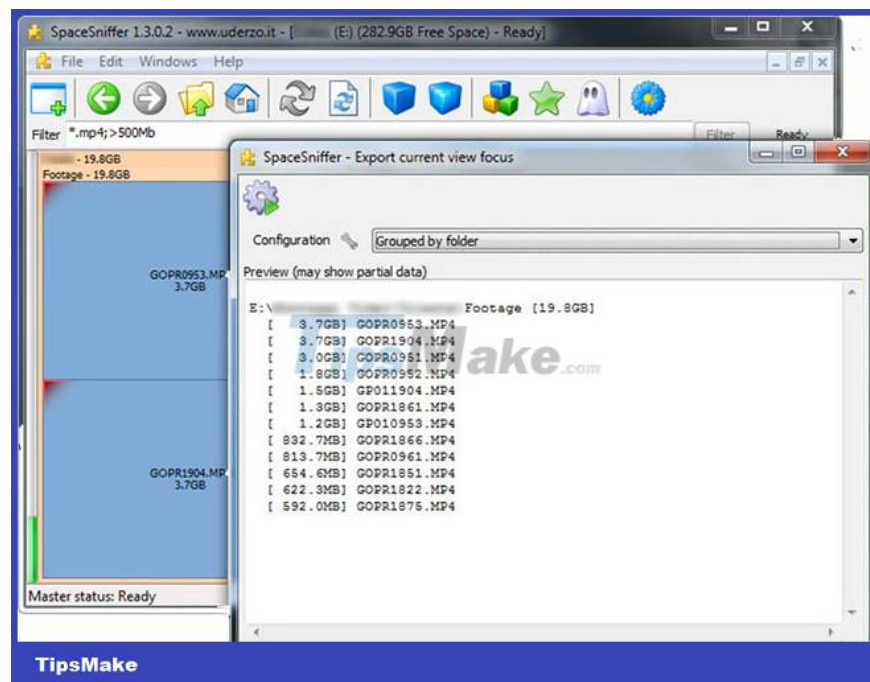 SpaceSniffer 1.3.0.2 - www.uderzo.it - [ (E:) (282.9GB Free Space) - Ready]
File Edit Windows Help
Filter *.mp4;>500Mb Filter Ready
- 19.8GB
Footage - 19.8GB
GOPR0953.MP
3.7GB
GOPR1904.MP
3.7GB
Master status: Ready
SpaceSniffer - Export current view focus
Configuration Grouped by folder
Preview (may show partial data)
E:\ Footage [19.8GB]
[ 3.7GB] GOPR0953.MP4
[ 3.7GB] GOPR1904.MP4
[ 3.0GB] GOPR0951.MP4
[ 1.8GB] GOPR0952.MP4
[ 1.5GB] GP011904.MP4
[ 1.3GB] GOPR1861.MP4
[ 1.2GB] GP010953.MP4
[ 832.7MB] GOPR1866.MP4
[ 813.7MB] GOPR0961.MP4
[ 654.6MB] GOPR1851.MP4
[ 622.3MB] GOPR1822.MP4
[ 592.0MB] GOPR1875.MP4
TipsMake.com
TipsMake